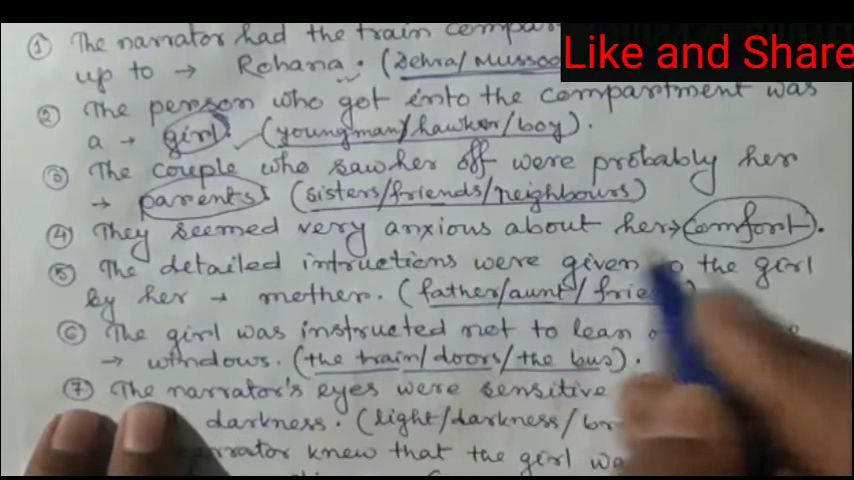 ① The narrator had the train
up to → Rohana. (Dehra/
Like and Share
② The person who got into the compartment was
a → girl. (youngman/hawker/boy).
③ The couple who saw her off were probably her
→ parents (sisters/friends/neighbours)
④ They seemed very anxious about her → comfort.
⑤ The detailed intructions were given to the girl
by her → mother. (father/aunt/
⑥ The girl was instructed not to lean
→ windows. (the train/doors/the bus).
⑦ The narrator's eyes were sensitive
darkness. (light/darkness/
knew that the girl